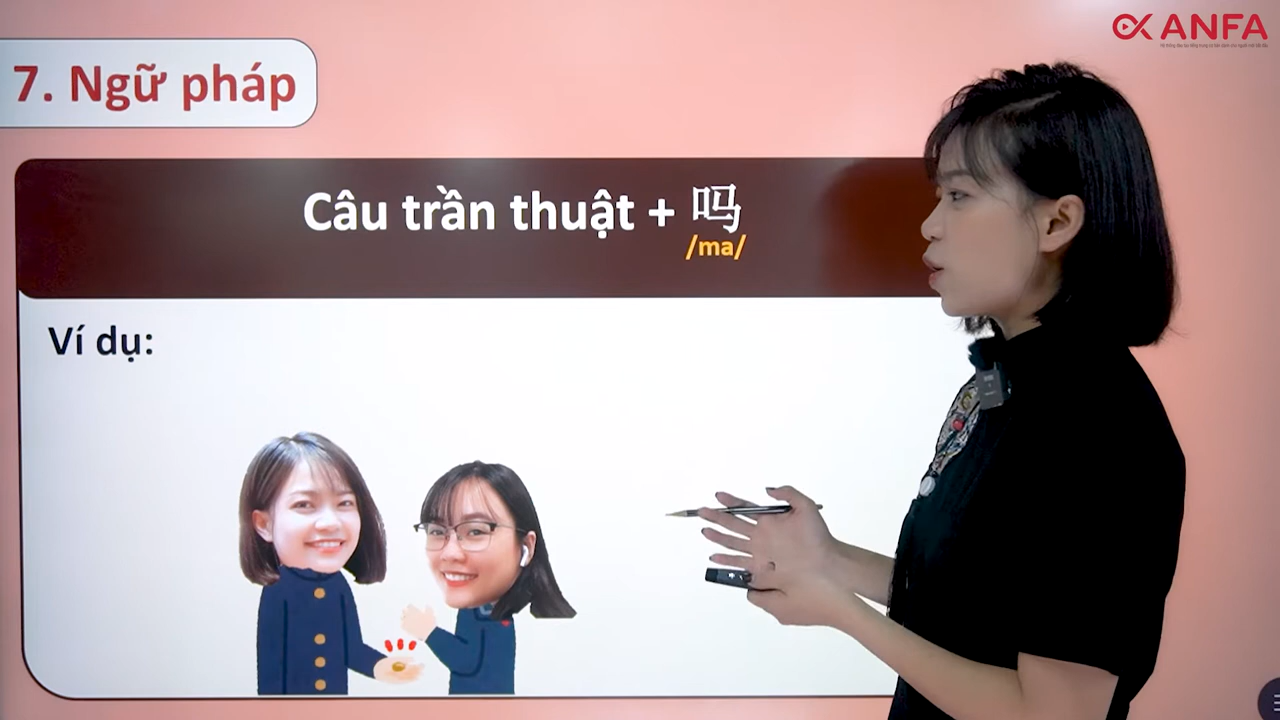 ANFA
7. Ngữ pháp
Câu trần thuật + 吗
/ma/
Ví dụ: